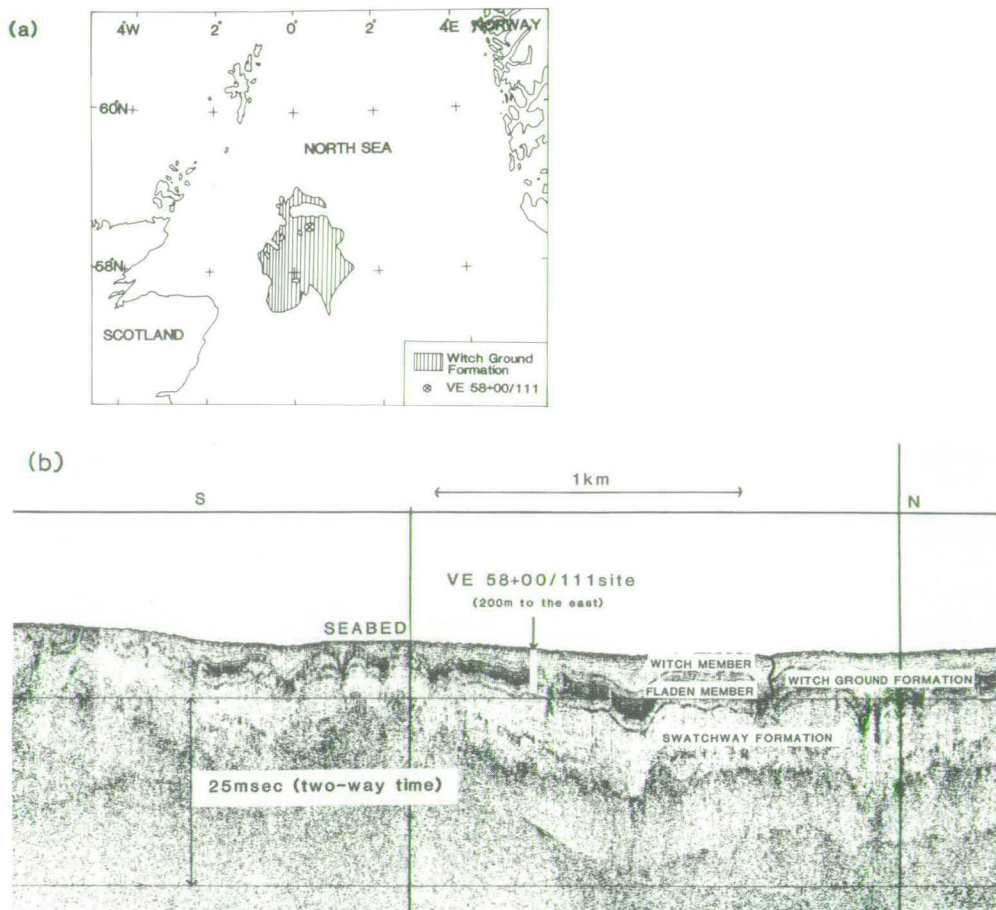 (a)
4W 0° 2° 4E NORWAY
60N
NORTH SEA
58N
SCOTLAND
Witch Ground
Formation
VE 58+00/111
(b)
1km
S
N
VE 58+00/111site
(200m to the east)
SEABED
WITCH MEMBER
WITCH GROUND FORMATION
FLADEN MEMBER
SWATCHWAY FORMATION
25msec (two-way time)